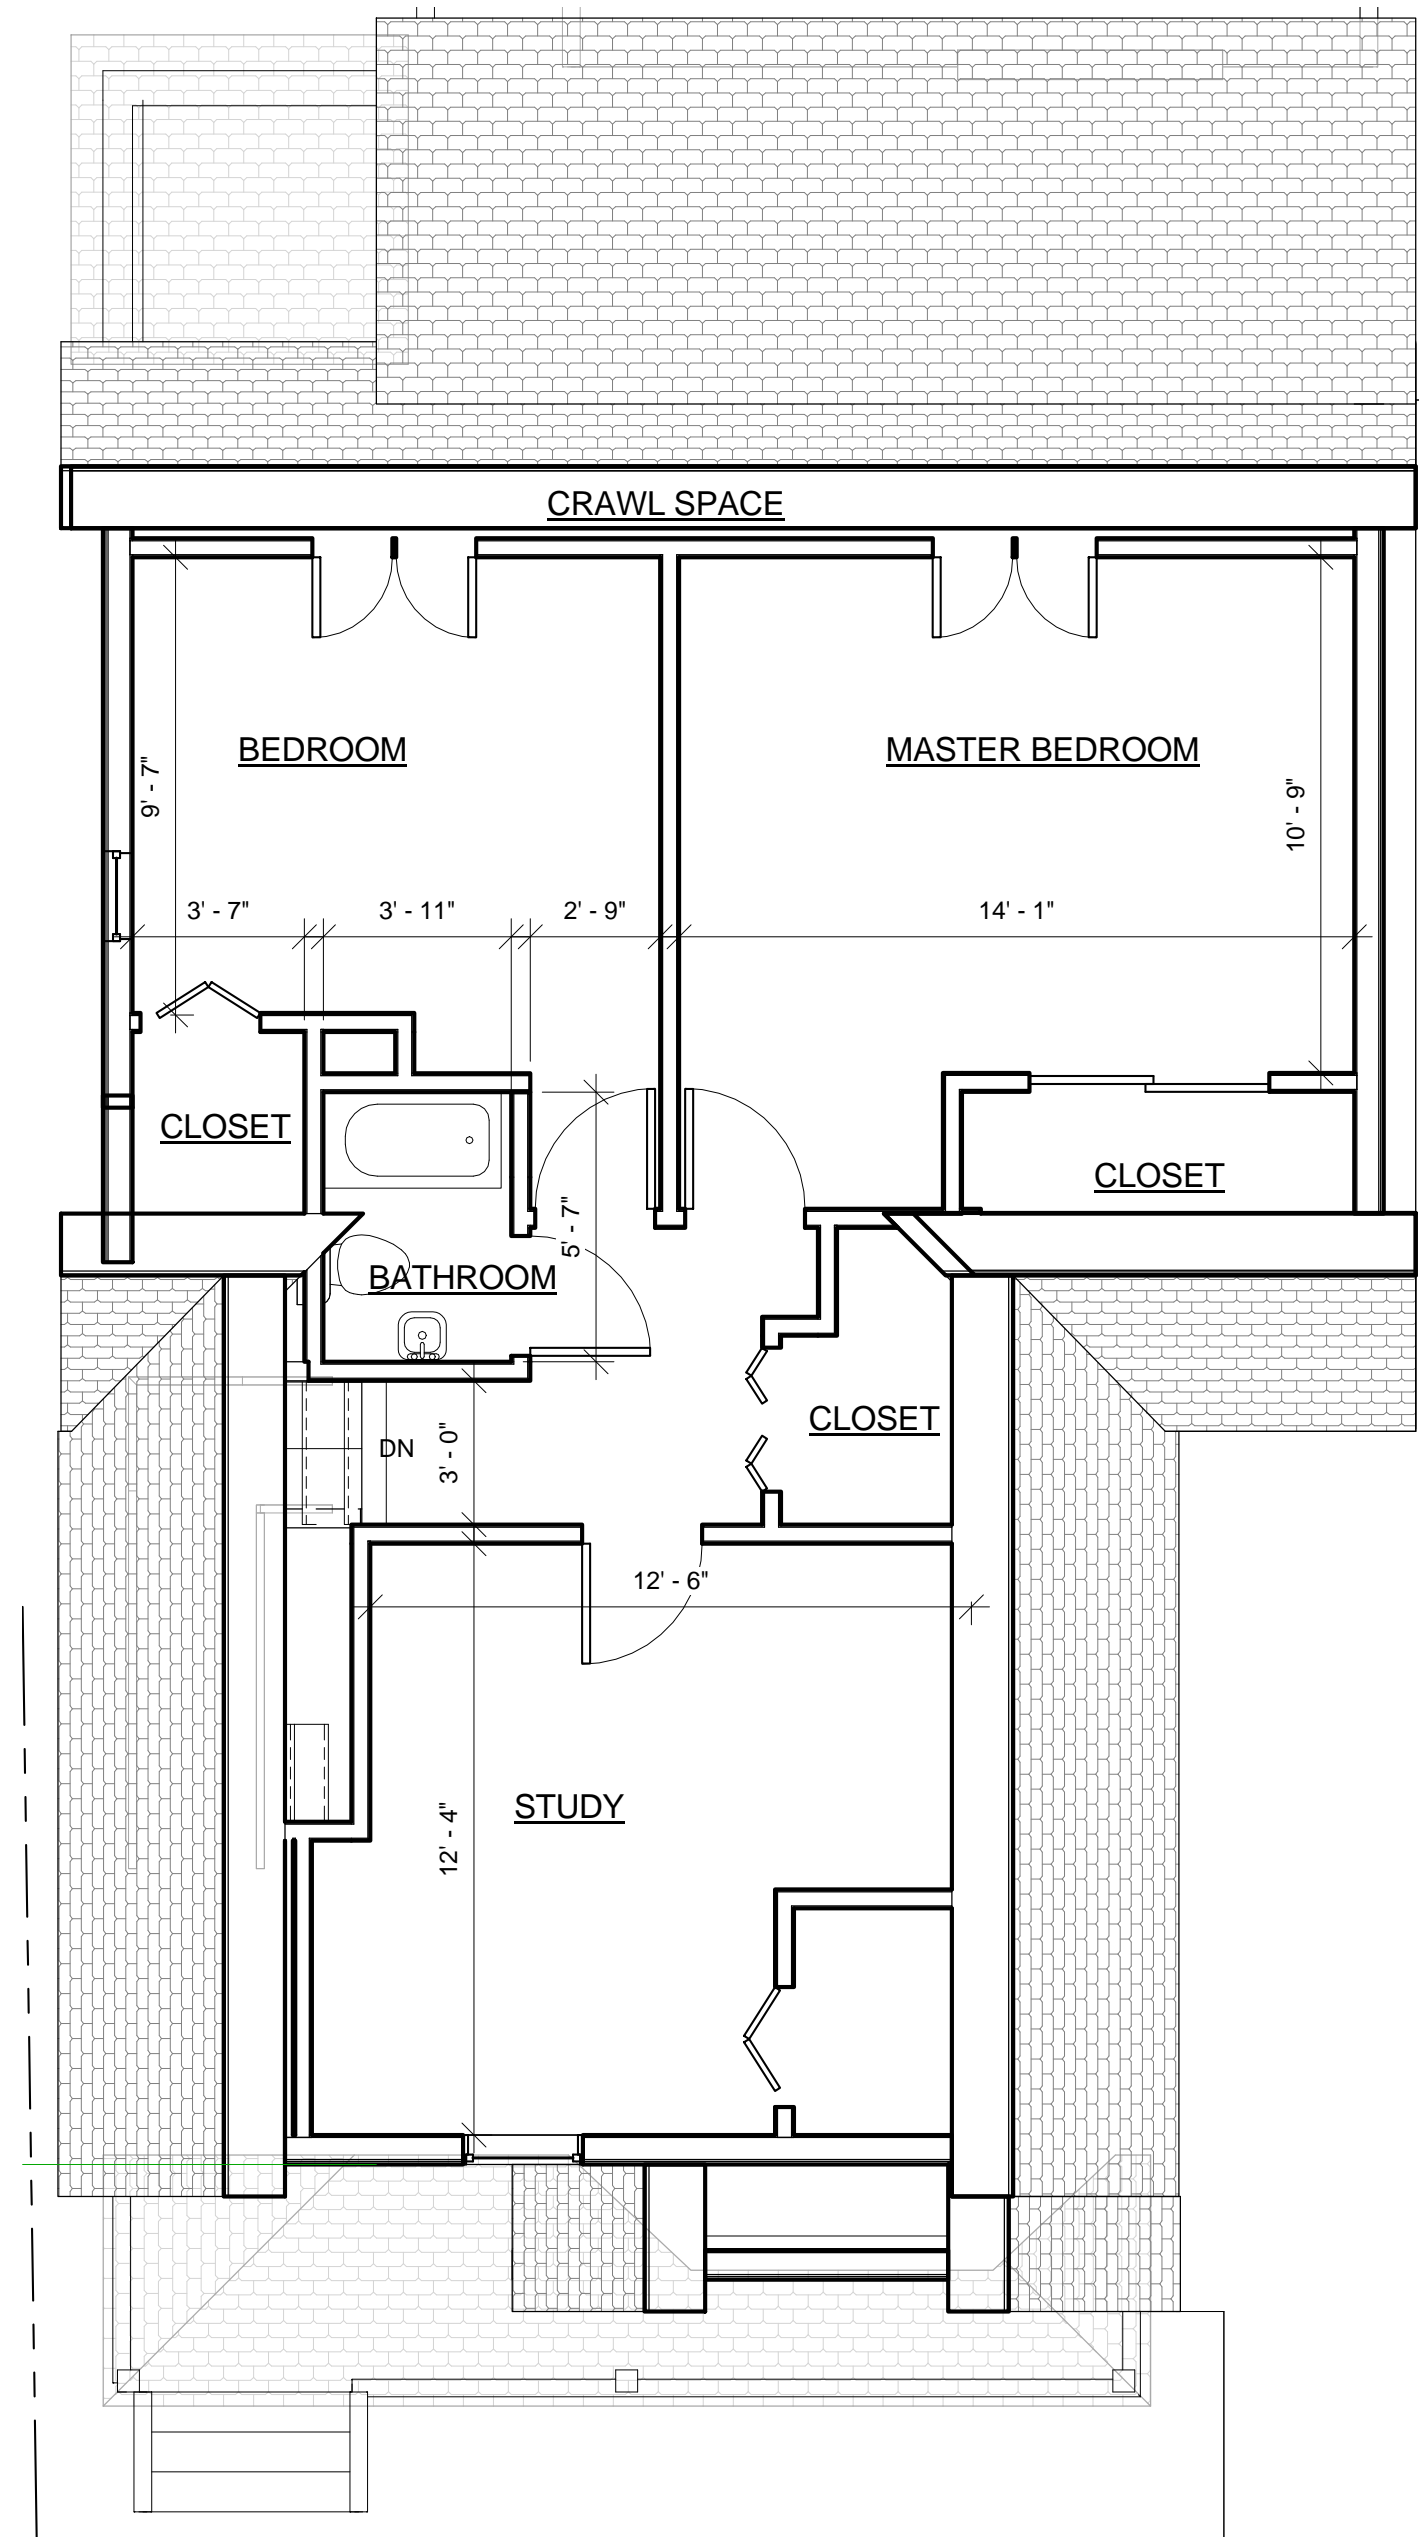 CRAWL SPACE
BEDROOM
MASTER BEDROOM
9' - 7"
10' - 9"
3' - 7"
3' - 11"
2' - 9"
14' - 1"
CLOSET
CLOSET
5' - 7"
BATHROOM
CLOSET
DN
3' - 0"
12' - 6"
STUDY
12' - 4"